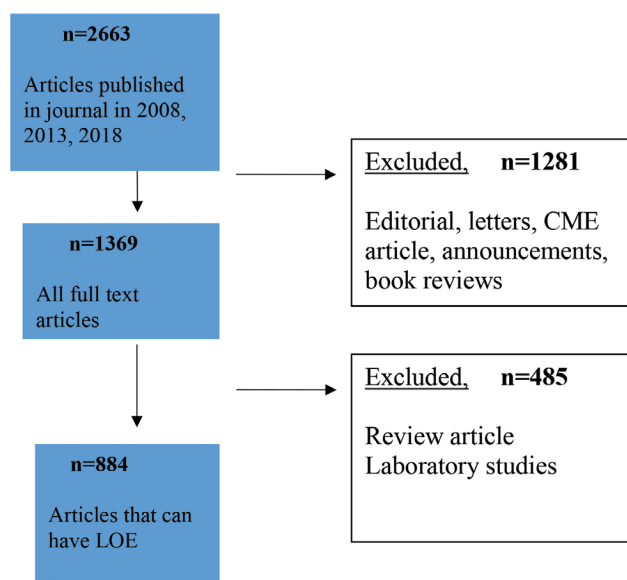 n=2663
Articles published
in journal in 2008,
2013, 2018
Excluded, n=1281
Editorial, letters, CME
article, announcements,
book reviews
n=1369
All full text
articles
Excluded, n=485
Review article
Laboratory studies
n=884
Articles that can
have LOE